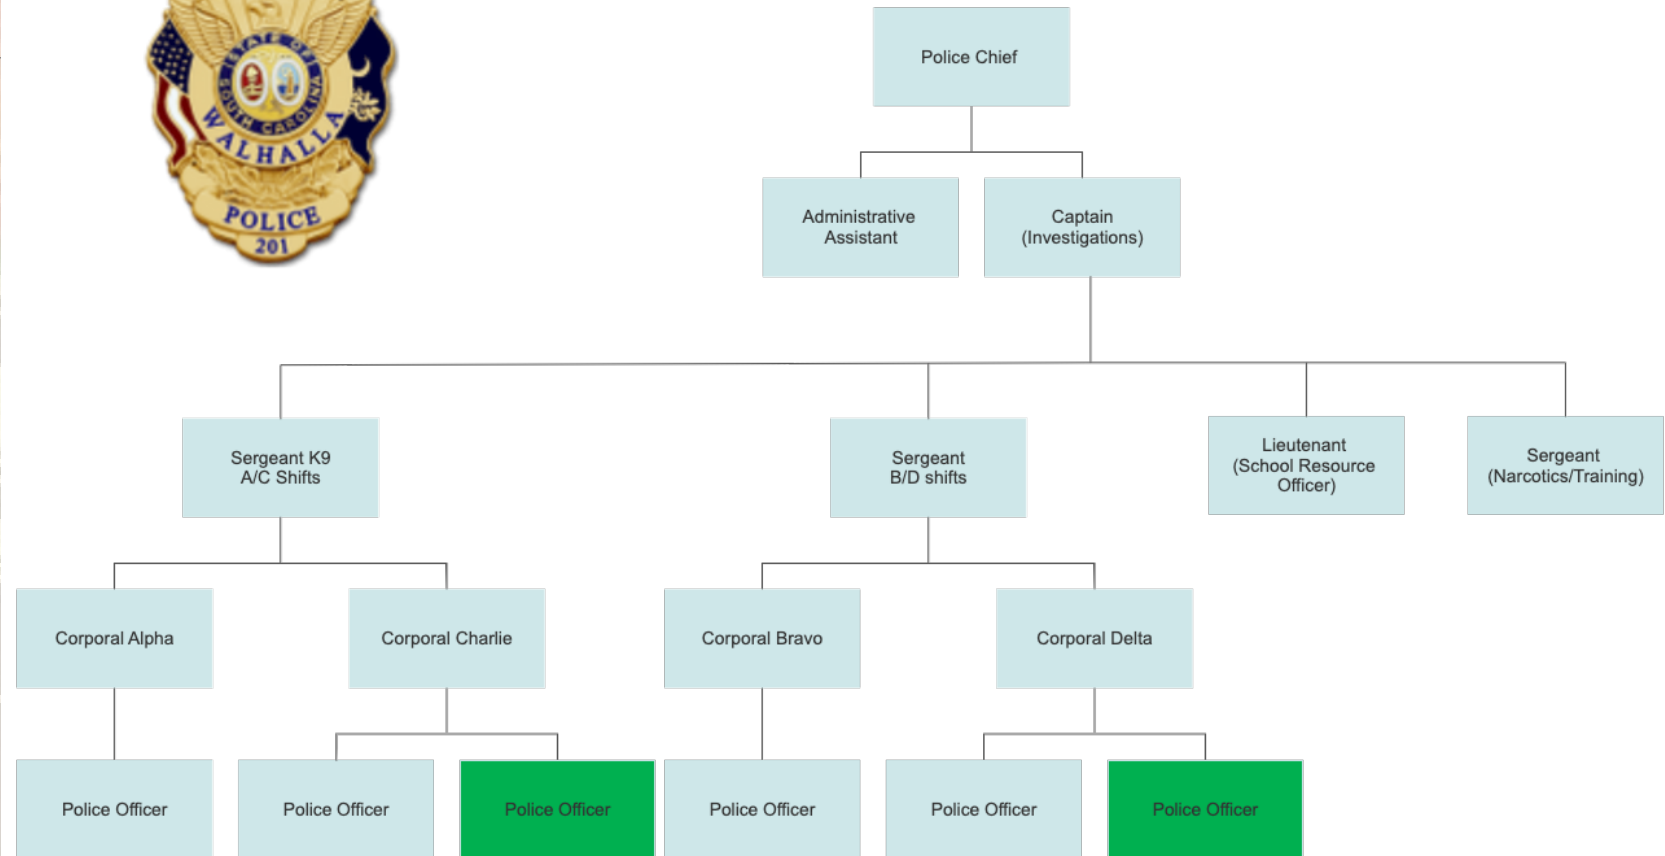 STATE OF
SOUTH CAROLINA
WALHALLA
POLICE
201
Police Chief
Administrative
Assistant
Captain
(Investigations)
Sergeant K9
A/C Shifts
Sergeant
B/D shifts
Lieutenant
(School Resource
Officer)
Sergeant
(Narcotics/Training)
Corporal Alpha
Corporal Charlie
Corporal Bravo
Corporal Delta
Police Officer
Police Officer
Police Officer
Police Officer
Police Officer
Police Officer